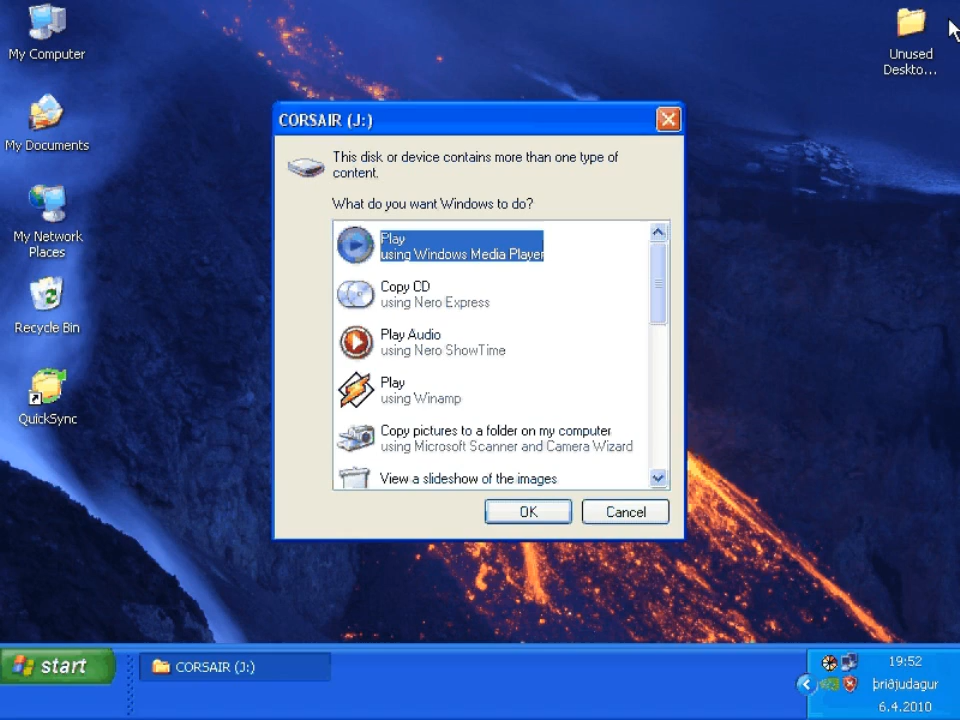 My Computer
My Documents
My Network
Places
Recycle Bin
QuickSync
Unused
Deskto...
CORSAIR (J:)
This disk or device contains more than one type of
content.
What do you want Windows to do?
Play
using Windows Media Player
Copy CD
using Nero Express
Play Audio
using Nero ShowTime
Play
using Winamp
Copy pictures to a folder on my computer
using Microsoft Scanner and Camera Wizard
View a slideshow of the images
OK
Cancel
start
CORSAIR (J:)
19:52
þriðjudagur
6.4.2010